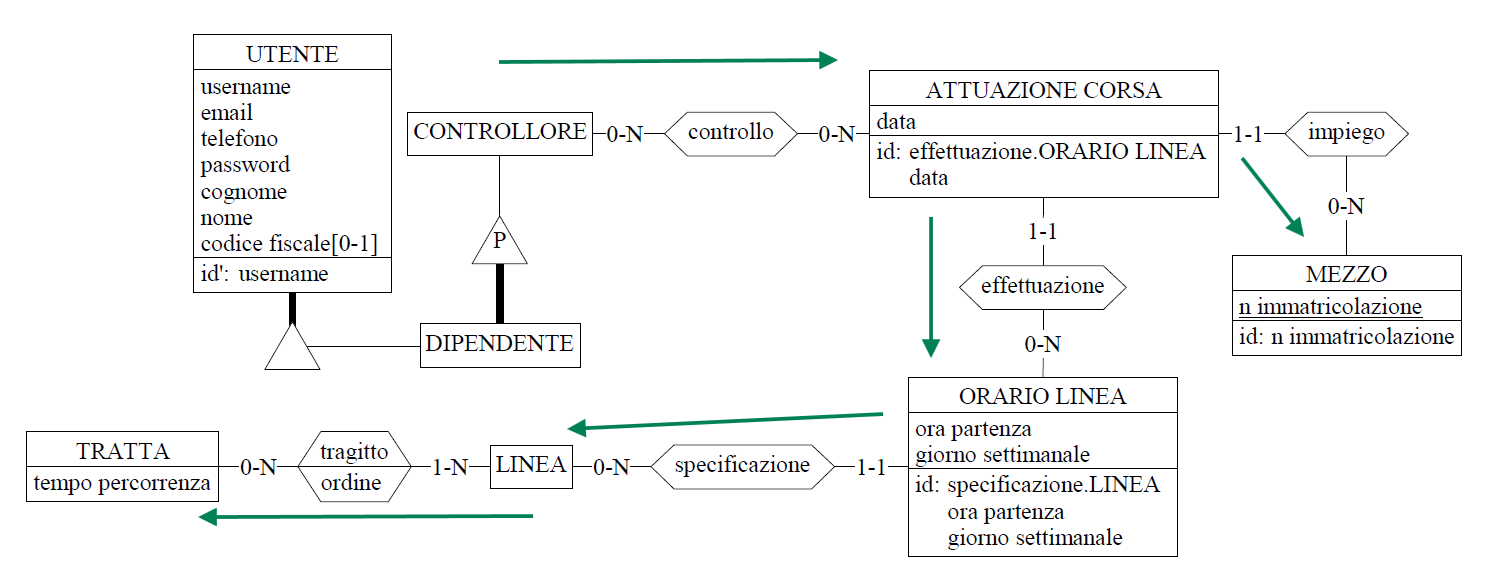 UTENTE
username
email
telefono
password
cognome
nome
codice fiscale[0-1]
id': username
CONTROLLORE
0-N
controllo
0-N
ATTUAZIONE CORSA
data
id: effettuazione.ORARIO LINEA
data
1-1
impiego
0-N
MEZZO
n immatricolazione
id: n immatricolazione
P
DIPENDENTE
1-1
effettuazione
0-N
ORARIO LINEA
ora partenza
giorno settimanale
id: specificazione.LINEA
ora partenza
giorno settimanale
TRATTA
tempo percorrenza
0-N
tragitto
ordine
1-N
LINEA
0-N
specificazione
1-1